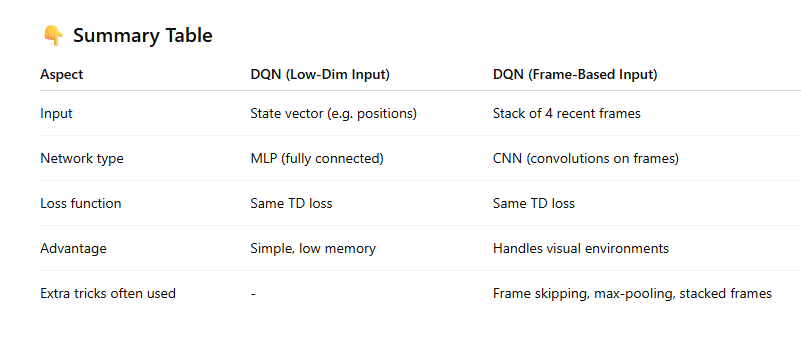 👇 Summary Table
Aspect DQN (Low-Dim Input) DQN (Frame-Based Input)
Input State vector (e.g. positions) Stack of 4 recent frames
Network type MLP (fully connected) CNN (convolutions on frames)
Loss function Same TD loss Same TD loss
Advantage Simple, low memory Handles visual environments
Extra tricks often used - Frame skipping, max-pooling, stacked frames